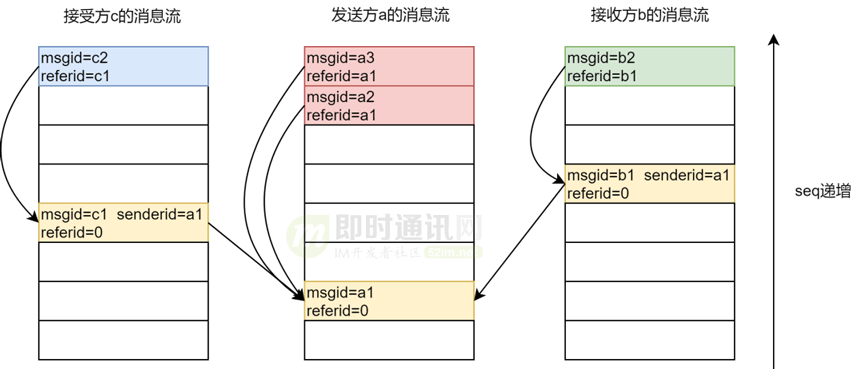 接受方c的消息流
发送方a的消息流
接收方b的消息流
msgid=c2
referid=c1
msgid=c1 senderid=a1
referid=0
msgid=a3
referid=a1
msgid=a2
referid=a1
msgid=a1
referid=0
msgid=b2
referid=b1
msgid=b1 senderid=a1
referid=0
seq递增
即时通讯网
IM开发者社区 52im.net